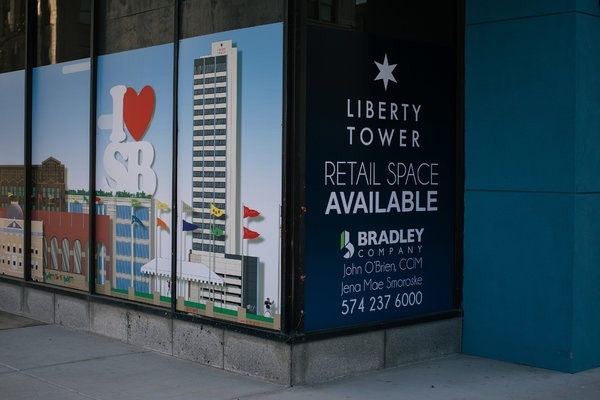 I ♥
SB
LIBERTY
TOWER
RETAIL SPACE
AVAILABLE
BRADLEY
COMPANY
John O'Brien, CCIM
Jena Mae Smoroske
574 237 6000